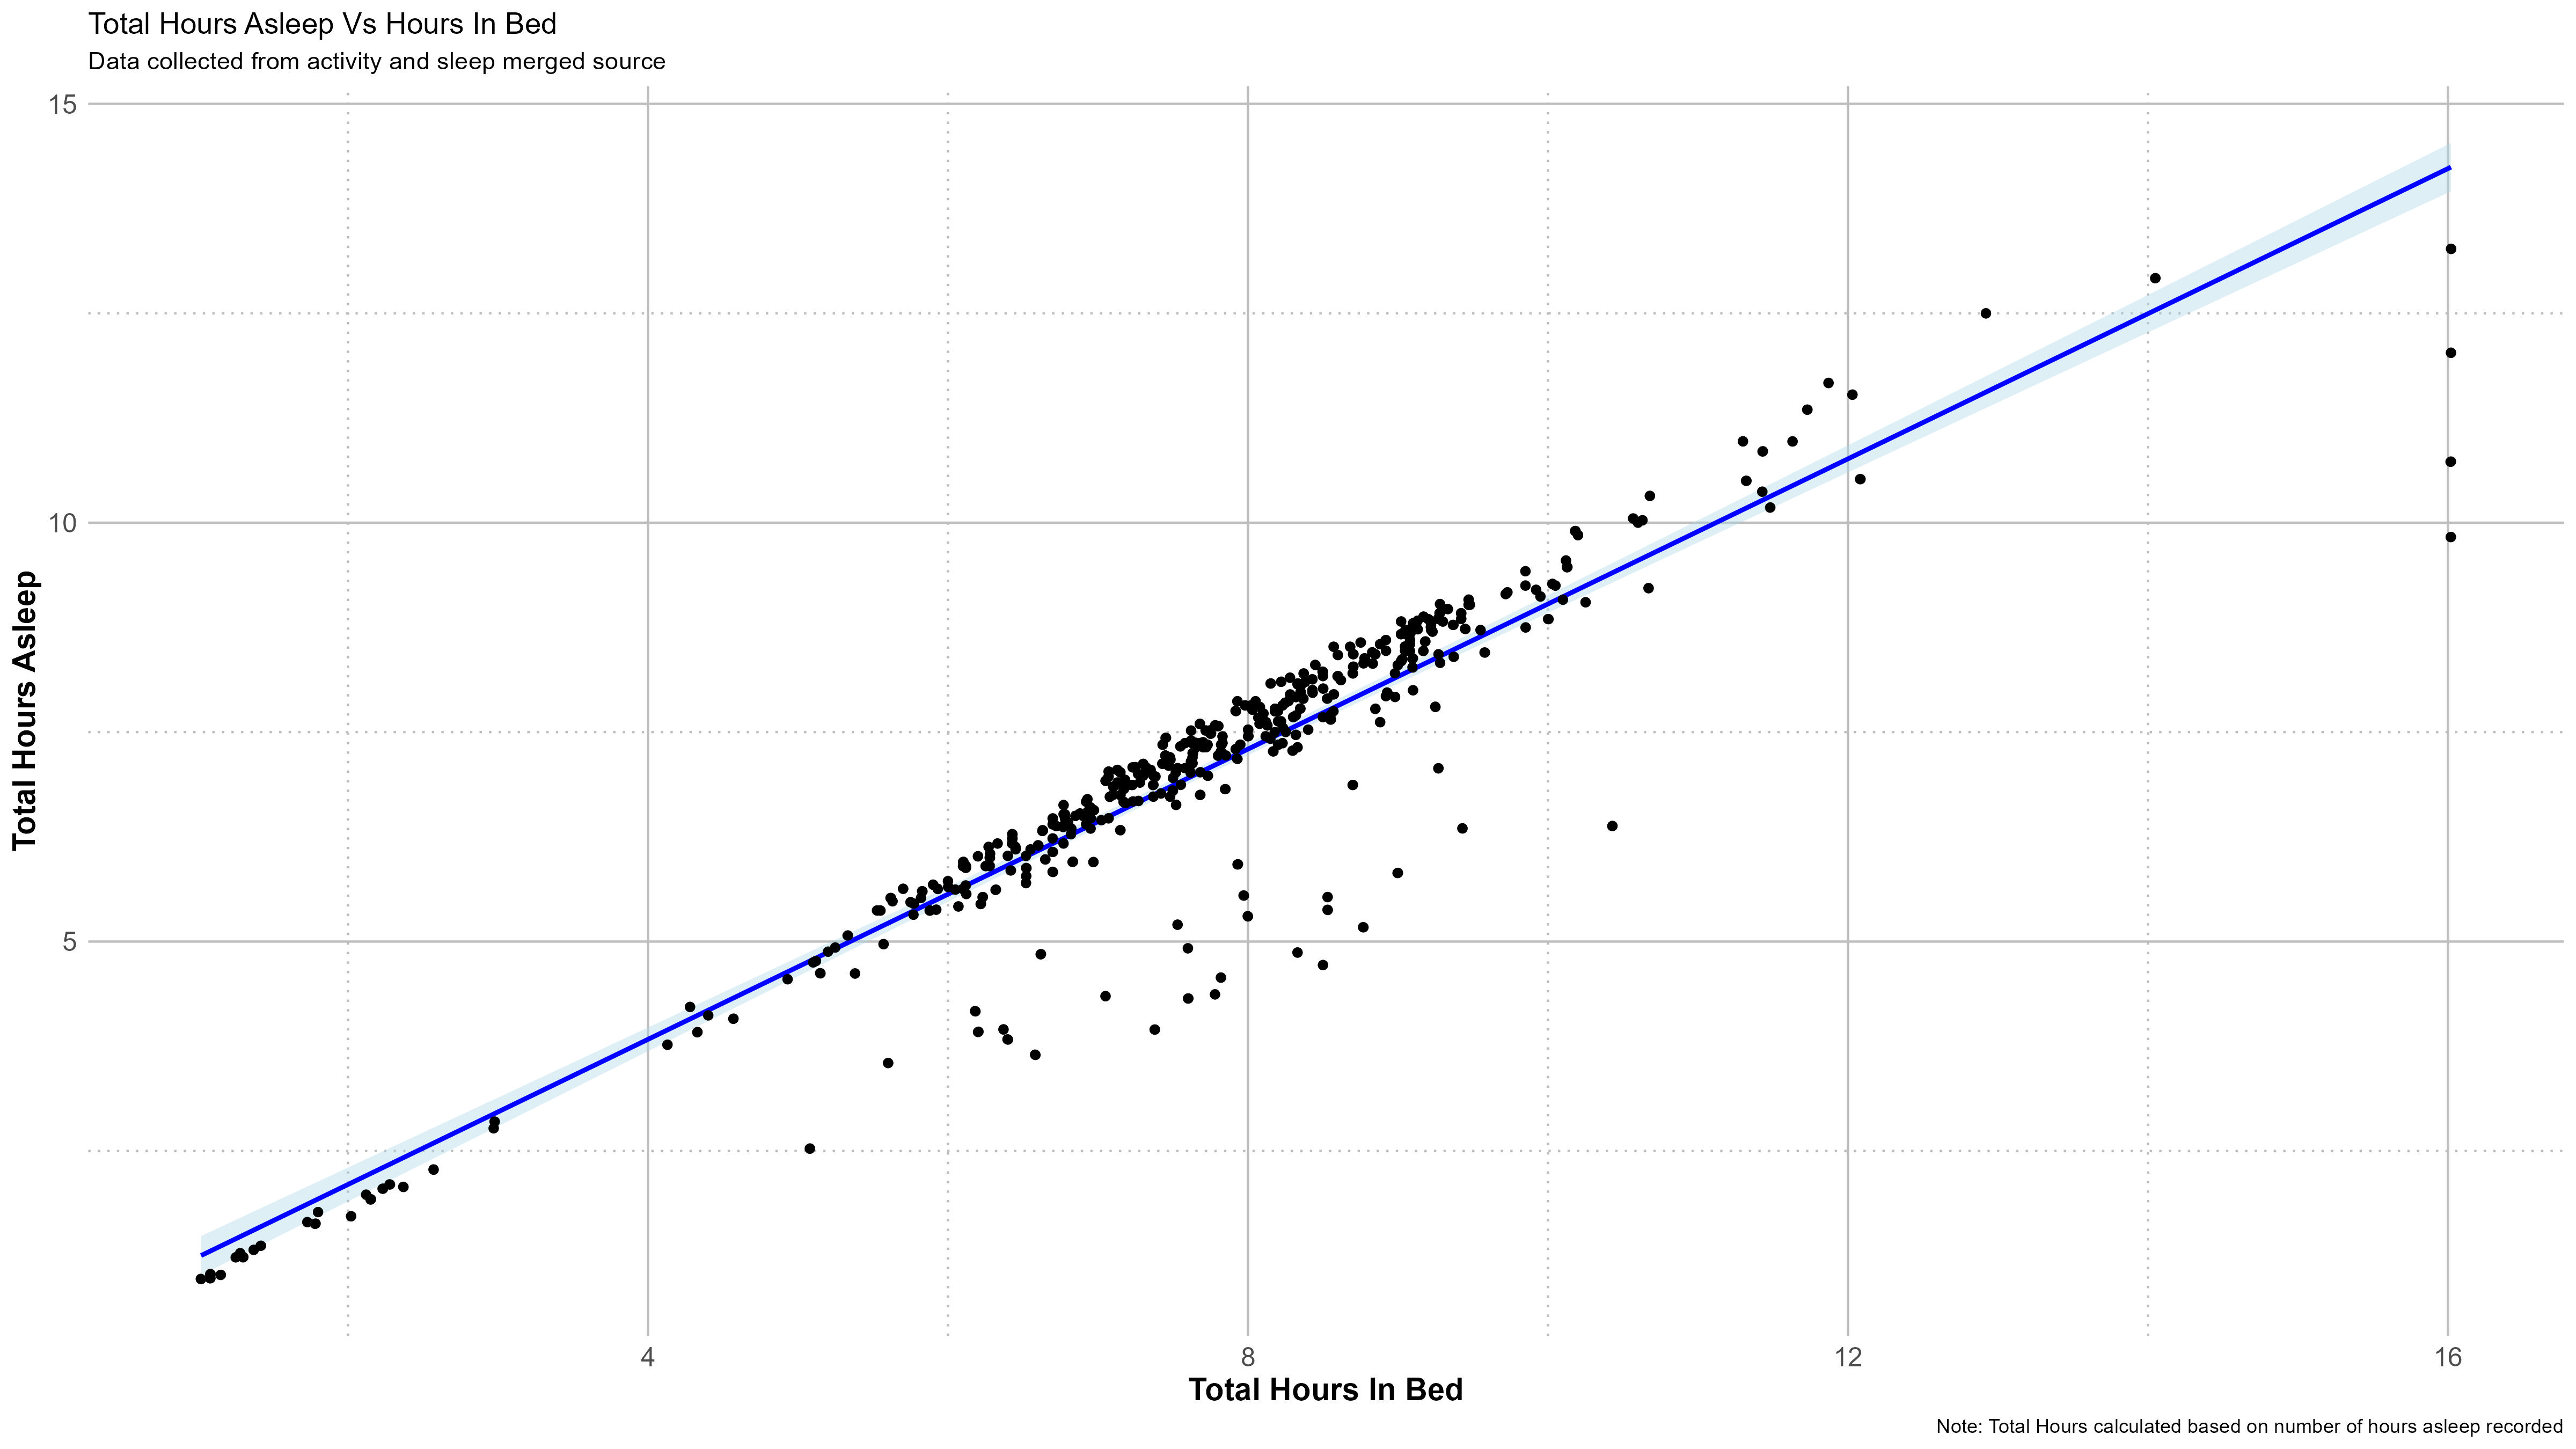 Total Hours Asleep Vs Hours In Bed
Data collected from activity and sleep merged source
15
10
5
Total Hours Asleep
4
8
12
16
Total Hours In Bed
Note: Total Hours calculated based on number of hours asleep recorded